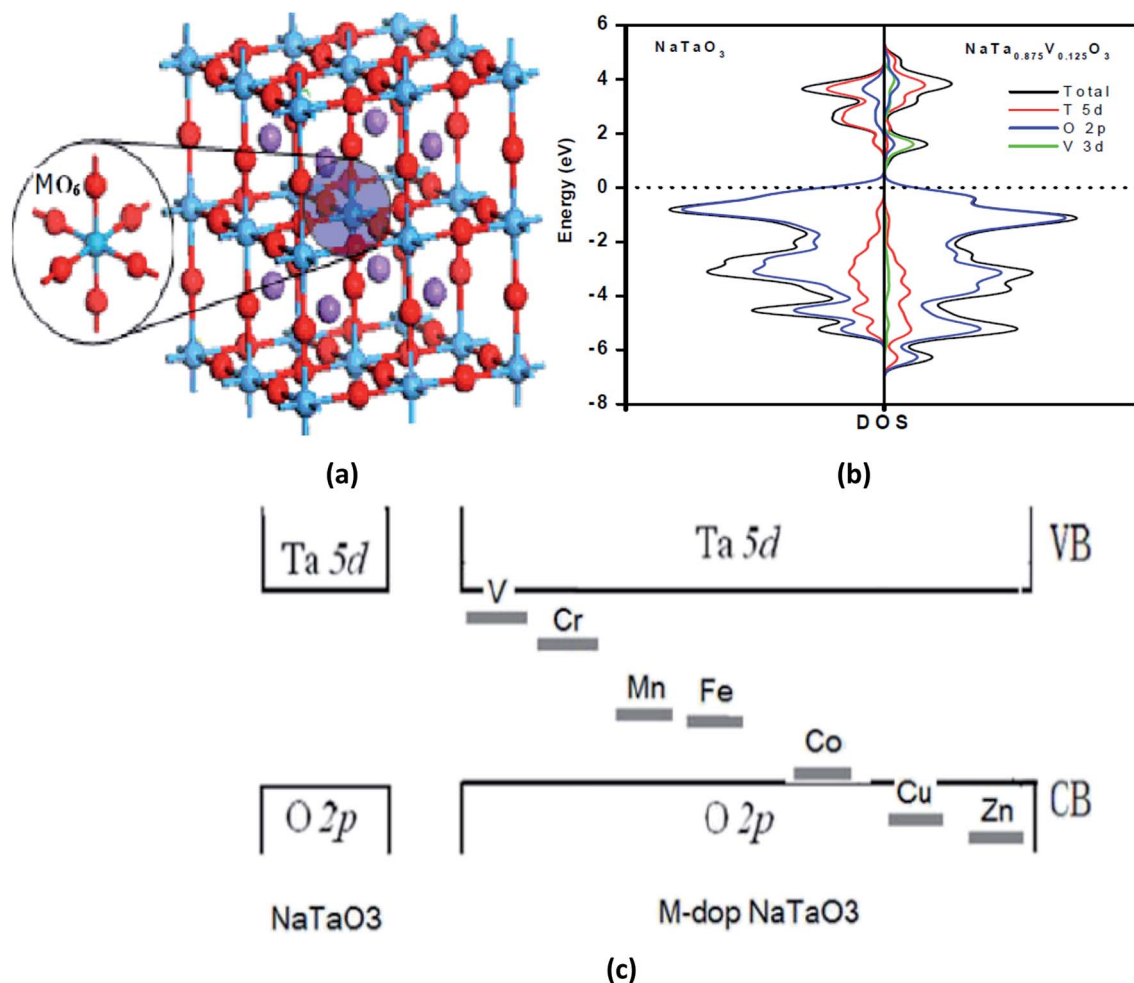 MO₆
(a)
6
4
2
0
-2
-4
-6
-8
Energy (eV)
NaTaO₃
NaTa₀.₈₇₅V₀.₁₂₅O₃
Total
T 5d
O 2p
V 3d
DOS
(b)
Ta 5d
Ta 5d
VB
V
Cr
Mn
Fe
Co
Cu
Zn
O 2p
O 2p
CB
NaTaO3
M-dop NaTaO3
(c)